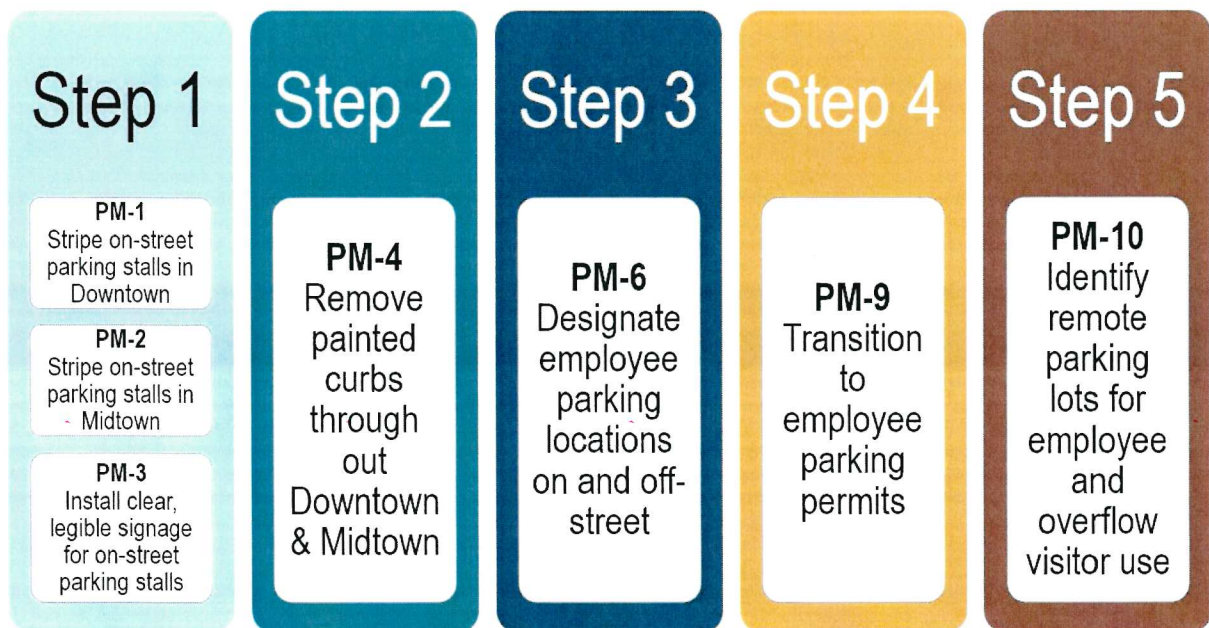 Step 1
PM-1
Stripe on-street
parking stalls in
Downtown
PM-2
Stripe on-street
parking stalls in
Midtown
PM-3
Install clear,
legible signage
for on-street
parking stalls
Step 2
PM-4
Remove
painted
curbs
through
out
Downtown
& Midtown
Step 3
PM-6
Designate
employee
parking
locations
on and off-
street
Step 4
PM-9
Transition
to
employee
parking
permits
Step 5
PM-10
Identify
remote
parking
lots for
employee
and
overflow
visitor use